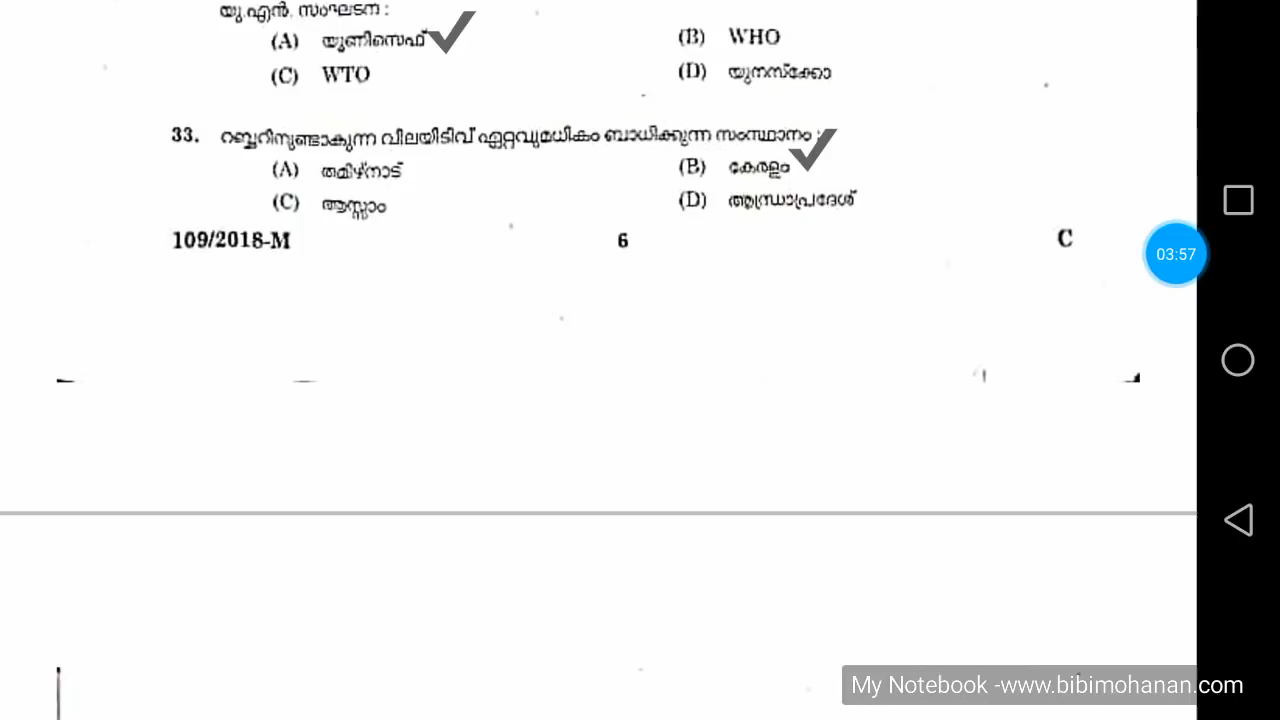 യു.എൻ. സംഘടന :
(A) യൂണിസെഫ് (B) WHO
(C) WTO (D) യുനസ്ക്കോ
33. റബ്ബറിനുണ്ടാകുന്ന വിലയിടിവ് ഏറ്റവുമധികം ബാധിക്കുന്ന സംസ്ഥാനം :
(A) തമിഴ്നാട് (B) കേരളം
(C) ആസ്സാം (D) ആന്ധ്രാപ്രദേശ്
109/2018-M 6 C
03:57
My Notebook -www.bibimohanan.com